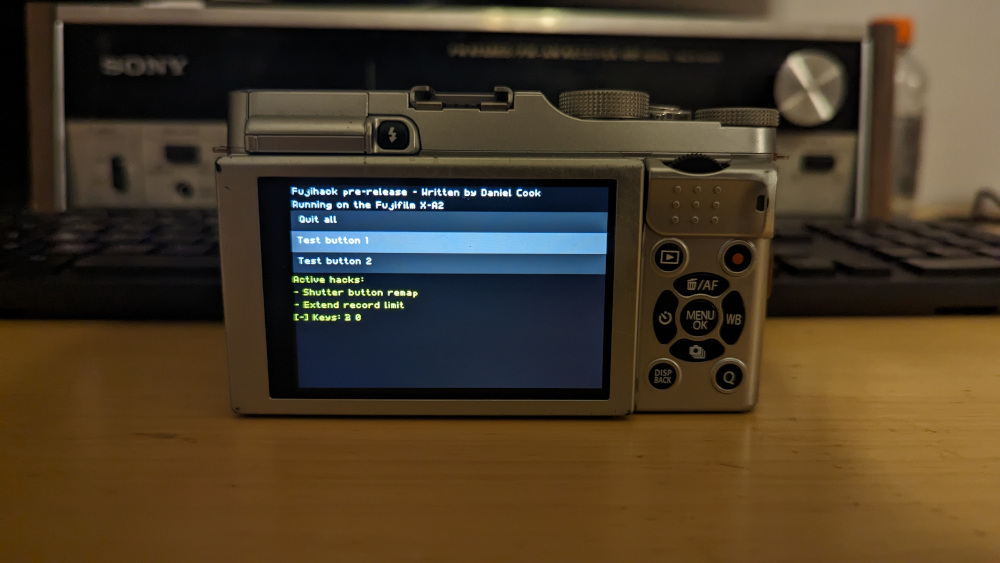 SONY
Fujihack pre-release - Written by Daniel Cook
Running on the Fujifilm X-A2
Quit all
Test button 1
Test button 2
Active hacks:
- Shutter button remap
- Extend record limit
[-] Keys: 2 0
/AF
MENU
OK
WB
DISP
BACK
Q